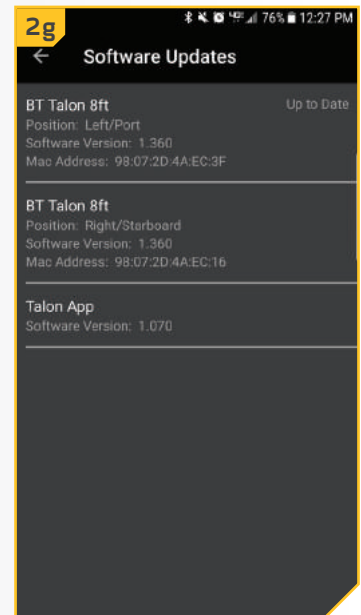 2g
76% 12:27 PM
Software Updates
BT Talon 8ft Up to Date
Position: Left/Port
Software Version: 1.360
Mac Address: 98:07:2D:4A:EC:3F
BT Talon 8ft
Position: Right/Starboard
Software Version: 1.360
Mac Address: 98:07:2D:4A:EC:16
Talon App
Software Version: 1.070